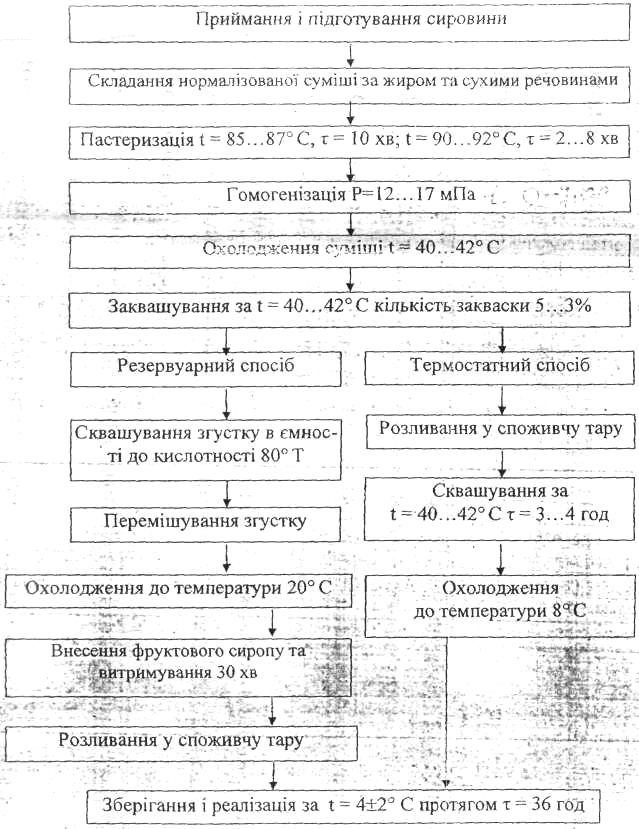 Приймання і підготування сировини
Складання нормалізованої суміші за жиром та сухими речовинами
Пастеризація t = 85...87° С, τ = 10 хв; t = 90...92° С, τ = 2...8 хв
Гомогенізація Р=12...17 мПа
Охолодження суміші t = 40...42° С
Заквашування за t = 40...42° С кількість закваски 5...3%
Резервуарний спосіб
Термостатний спосіб
Сквашування згустку в ємнос-
ті до кислотності 80° Т
Розливання у споживчу тару
Перемішування згустку
Сквашування за
t = 40...42° С τ = 3...4 год
Охолодження до температури 20° С
Охолодження
до температури 8° С
Внесення фруктового сиропу та
витримування 30 хв
Розливання у споживчу тару
Зберігання і реалізація за t = 4±2° С протягом τ = 36 год